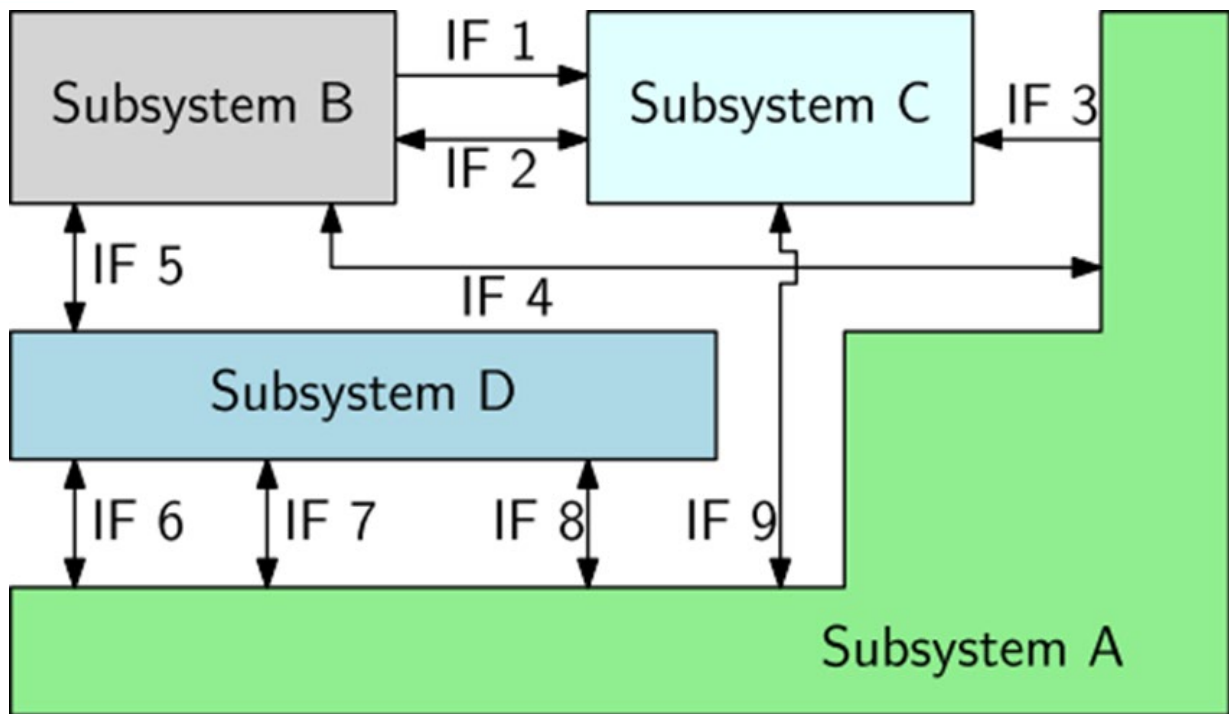 Subsystem B
IF 1
Subsystem C
IF 3
IF 2
IF 5
IF 4
Subsystem D
IF 6
IF 7
IF 8
IF 9
Subsystem A